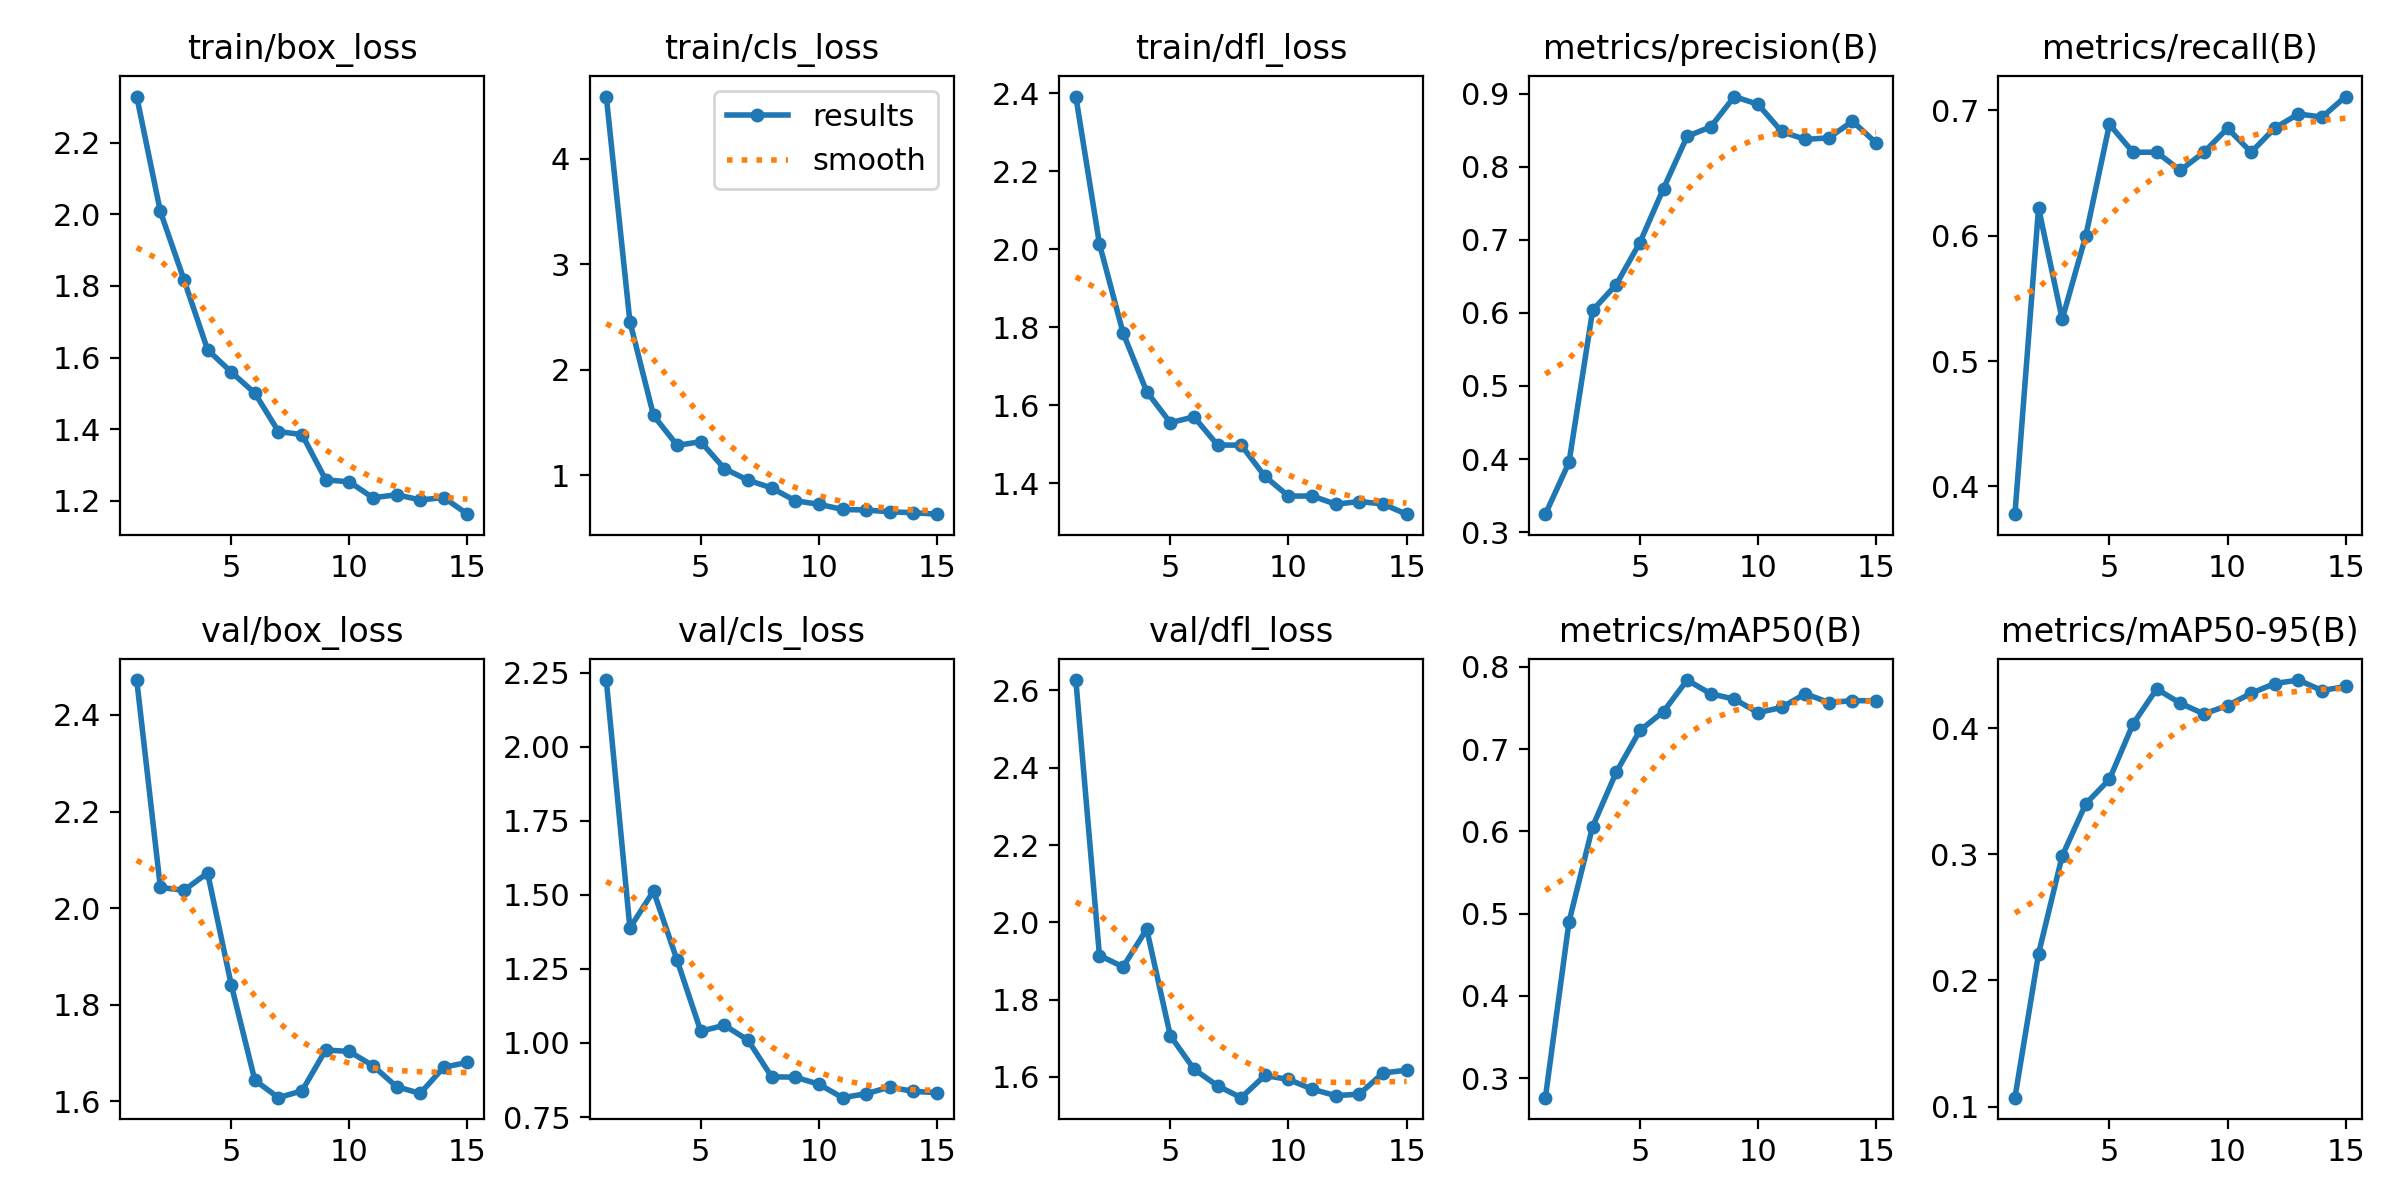 train/box_loss
train/cls_loss
train/dfl_loss
metrics/precision(B)
metrics/recall(B)
2.2
2.0
1.8
1.6
1.4
1.2
5 10 15
4
3
2
1
results
smooth
5 10 15
2.4
2.2
2.0
1.8
1.6
1.4
5 10 15
0.9
0.8
0.7
0.6
0.5
0.4
0.3
5 10 15
0.7
0.6
0.5
0.4
5 10 15
val/box_loss
val/cls_loss
val/dfl_loss
metrics/mAP50(B)
metrics/mAP50-95(B)
2.4
2.2
2.0
1.8
1.6
5 10 15
2.25
2.00
1.75
1.50
1.25
1.00
0.75
5 10 15
2.6
2.4
2.2
2.0
1.8
1.6
5 10 15
0.8
0.7
0.6
0.5
0.4
0.3
5 10 15
0.4
0.3
0.2
0.1
5 10 15